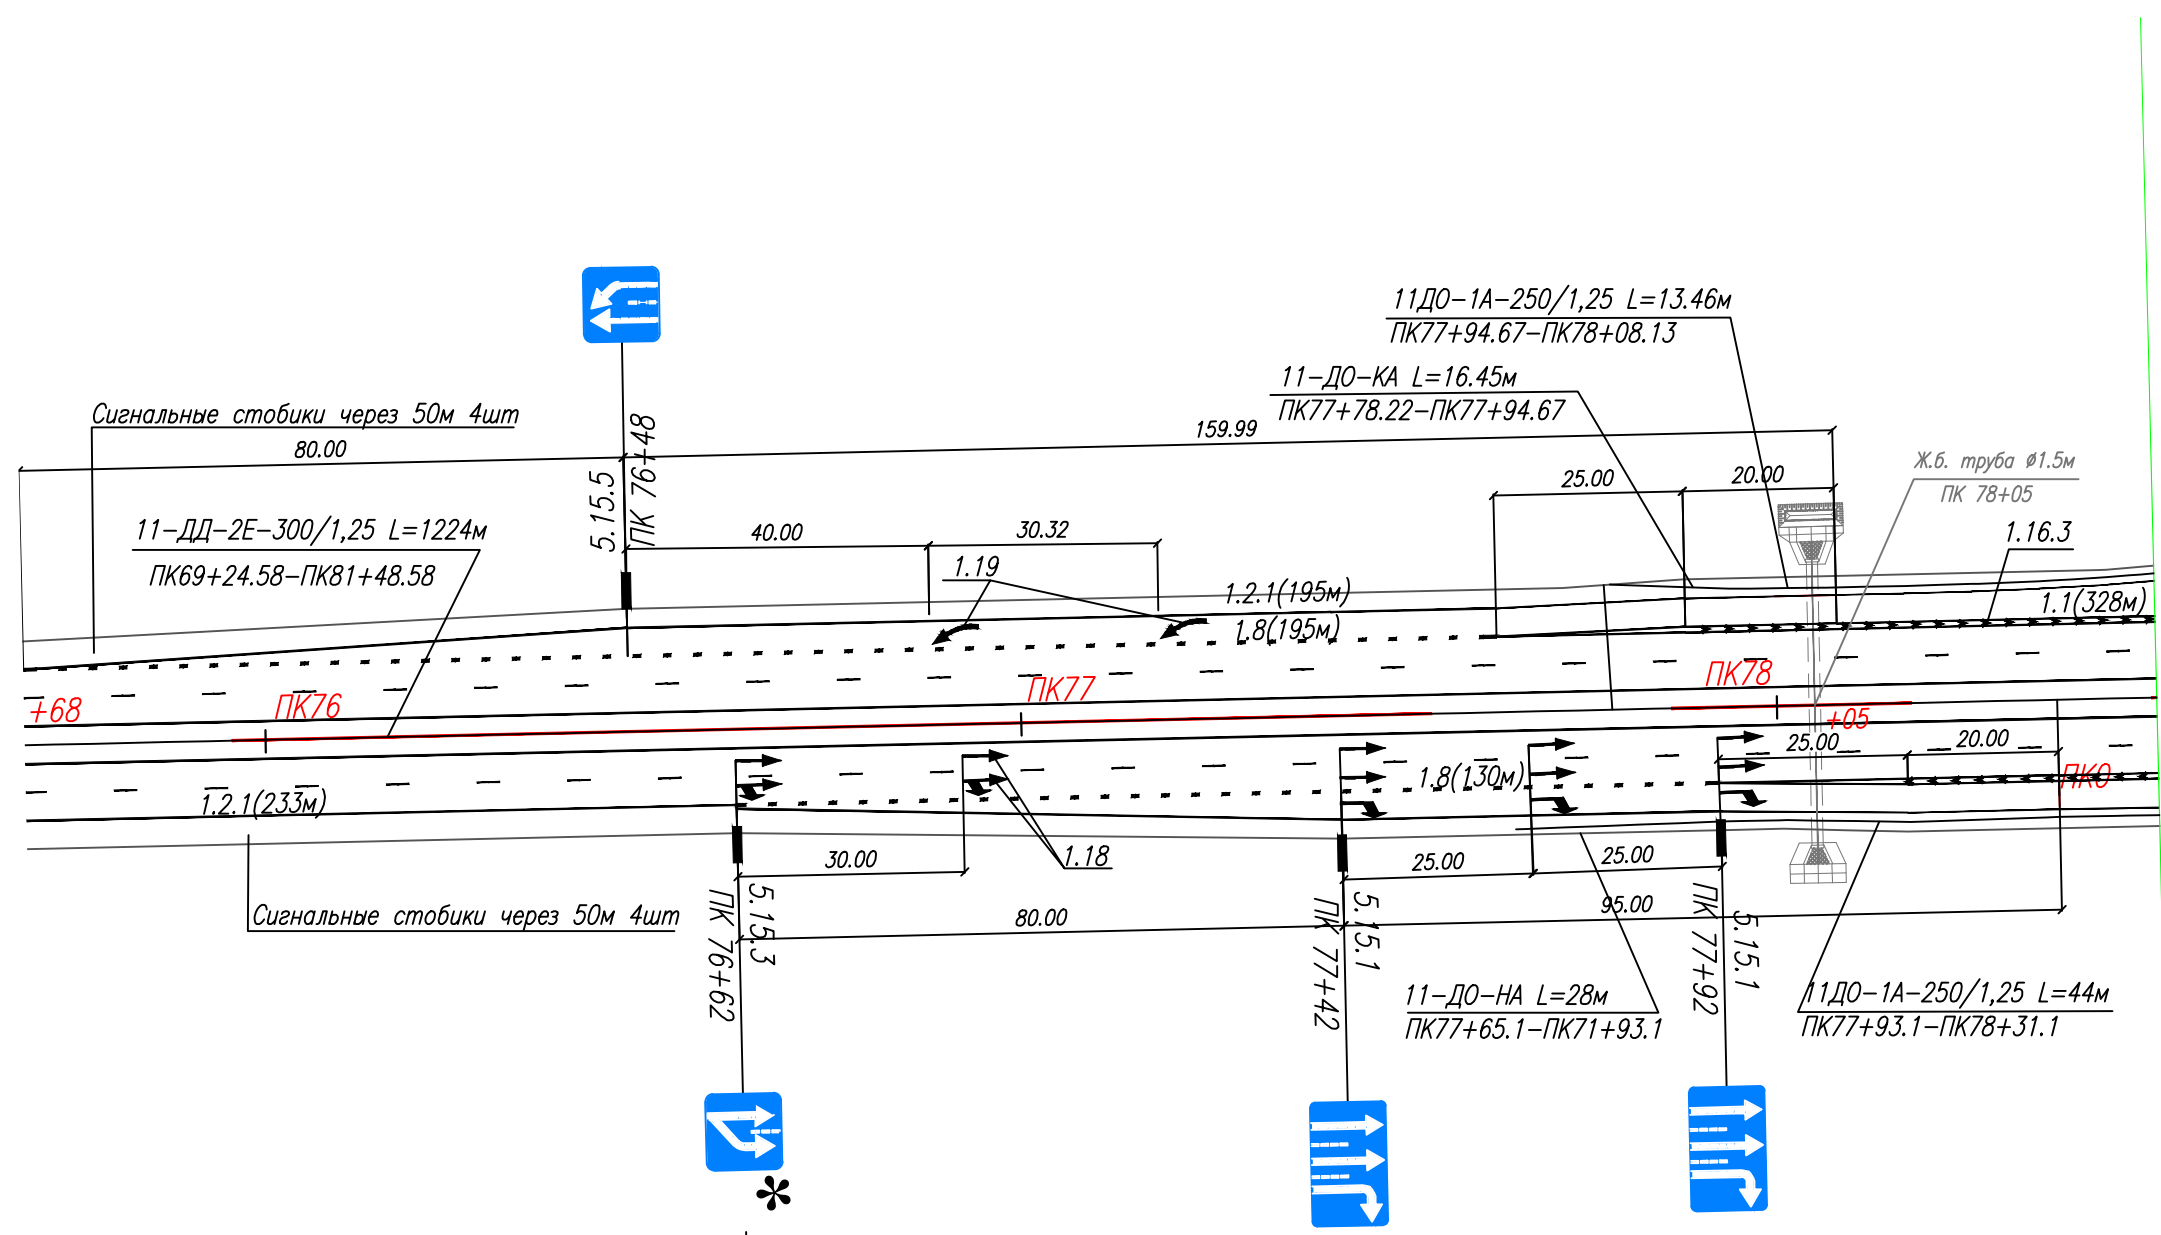 11ДО-1А-250/1,25 L=13.46м
ПК77+94.67-ПК78+08.13
11-ДО-КА L=16.45м
ПК77+78.22-ПК77+94.67
Сигнальные стобики через 50м 4шт
80.00
159.99
5.15.5
ПК 76+48
Ж.б. труба ø1.5м
ПК 78+05
25.00
20.00
11-ДД-2Е-300/1,25 L=1224м
ПК69+24.58-ПК81+48.58
40.00
30.32
1.16.3
1.19
1.2.1(195м)
1.8(195м)
1.1(328м)
+68
ПК76
ПК77
ПК78
+05
25.00
20.00
ПК0
1.8(130м)
1.2.1(233м)
30.00
1.18
25.00
25.00
Сигнальные стобики через 50м 4шт
80.00
95.00
ПК 76+62
5.15.3
ПК 77+42
5.15.1
ПК 77+92
5.15.1
11-ДО-НА L=28м
ПК77+65.1-ПК71+93.1
11ДО-1А-250/1,25 L=44м
ПК77+93.1-ПК78+31.1
*